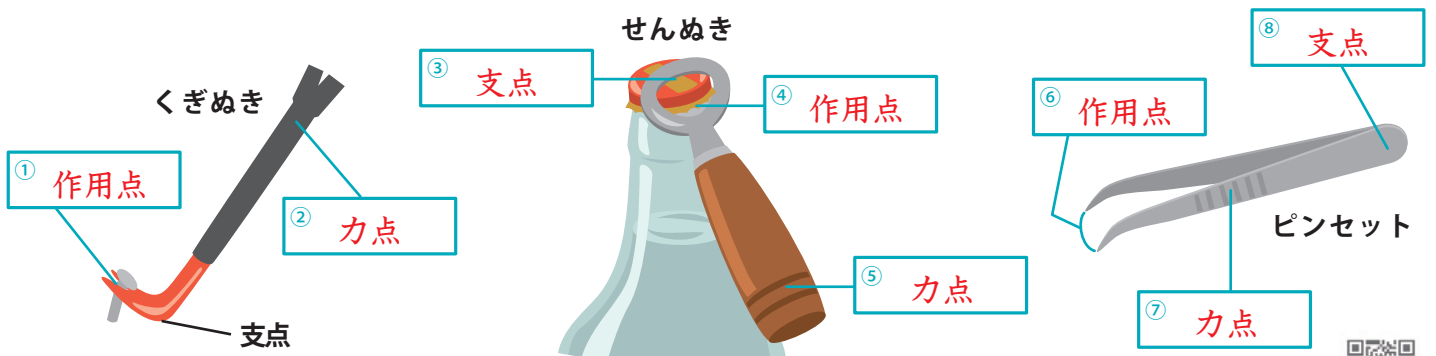 くぎぬき
① 作用点
② 力点
支点
せんぬき
③ 支点
④ 作用点
⑤ 力点
⑥ 作用点
⑦ 力点
⑧ 支点
ピンセット